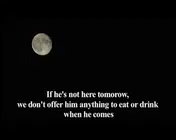 If he's not here tomorow,
we don't offer him anything to eat or drink
when he comes